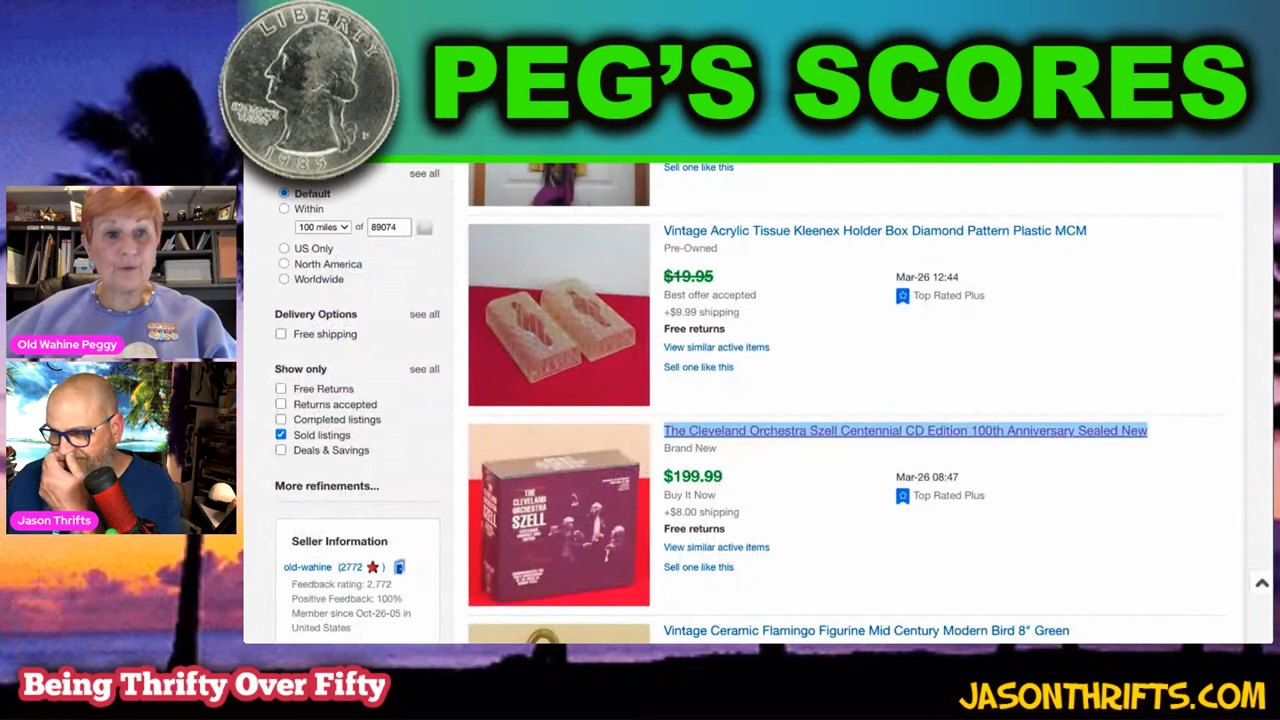 LIBERTY
IN GOD WE TRUST
1985
PEG'S SCORES
see all
Default
Within
100 miles of 89074
US Only
North America
Worldwide
Delivery Options see all
Free shipping
Show only see all
Free Returns
Returns accepted
Completed listings
Sold listings
Deals & Savings
More refinements...
Seller Information
old-wahine (2772 )
Feedback rating: 2,772
Positive Feedback: 100%
Member since Oct-26-05 in
United States
Sell one like this
Vintage Acrylic Tissue Kleenex Holder Box Diamond Pattern Plastic MCM
Pre-Owned
$19.95 Mar-26 12:44
Best offer accepted Top Rated Plus
+$9.99 shipping
Free returns
View similar active items
Sell one like this
The Cleveland Orchestra Szell Centennial CD Edition 100th Anniversary Sealed New
Brand New
$199.99 Mar-26 08:47
Buy It Now Top Rated Plus
+$8.00 shipping
Free returns
View similar active items
Sell one like this
THE
CLEVELAND
ORCHESTRA
SZELL
Vintage Ceramic Flamingo Figurine Mid Century Modern Bird 8" Green
Old Wahine Peggy
Jason Thrifts
Being Thrifty Over Fifty
JASONTHRIFTS.COM